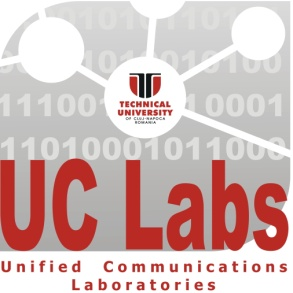 TECHNICAL
UNIVERSITY
OF CLUJ-NAPOCA
ROMANIA
UC Labs
Unified Communications
Laboratories